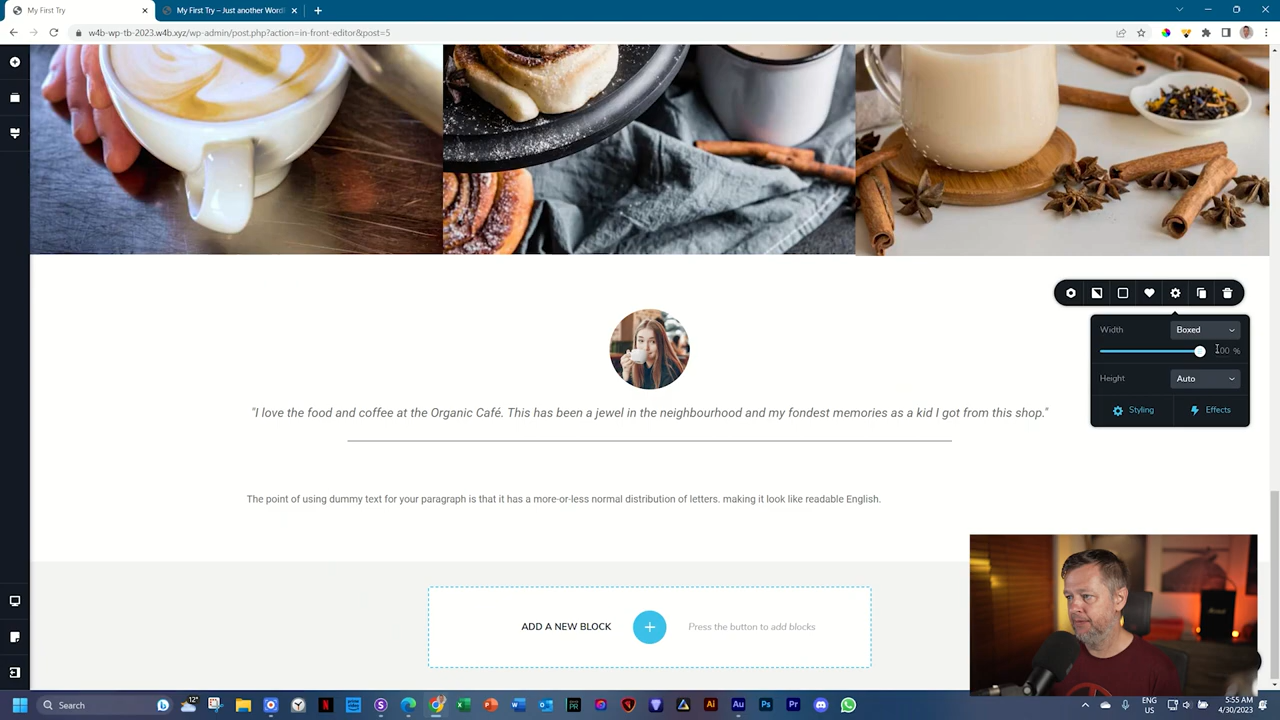 My First Try
My First Try – Just another Word
w4b-wp-tb-2023.w4b.xyz/wp-admin/post.php?action=in-front-editor&post=5
Width
Boxed
100 %
Height
Auto
Styling
Effects
"I love the food and coffee at the Organic Café. This has been a jewel in the neighbourhood and my fondest memories as a kid I got from this shop."
The point of using dummy text for your paragraph is that it has a more-or-less normal distribution of letters. making it look like readable English.
ADD A NEW BLOCK
Press the button to add blocks
Search
12°
ENG
US
5:55 AM
4/30/2023